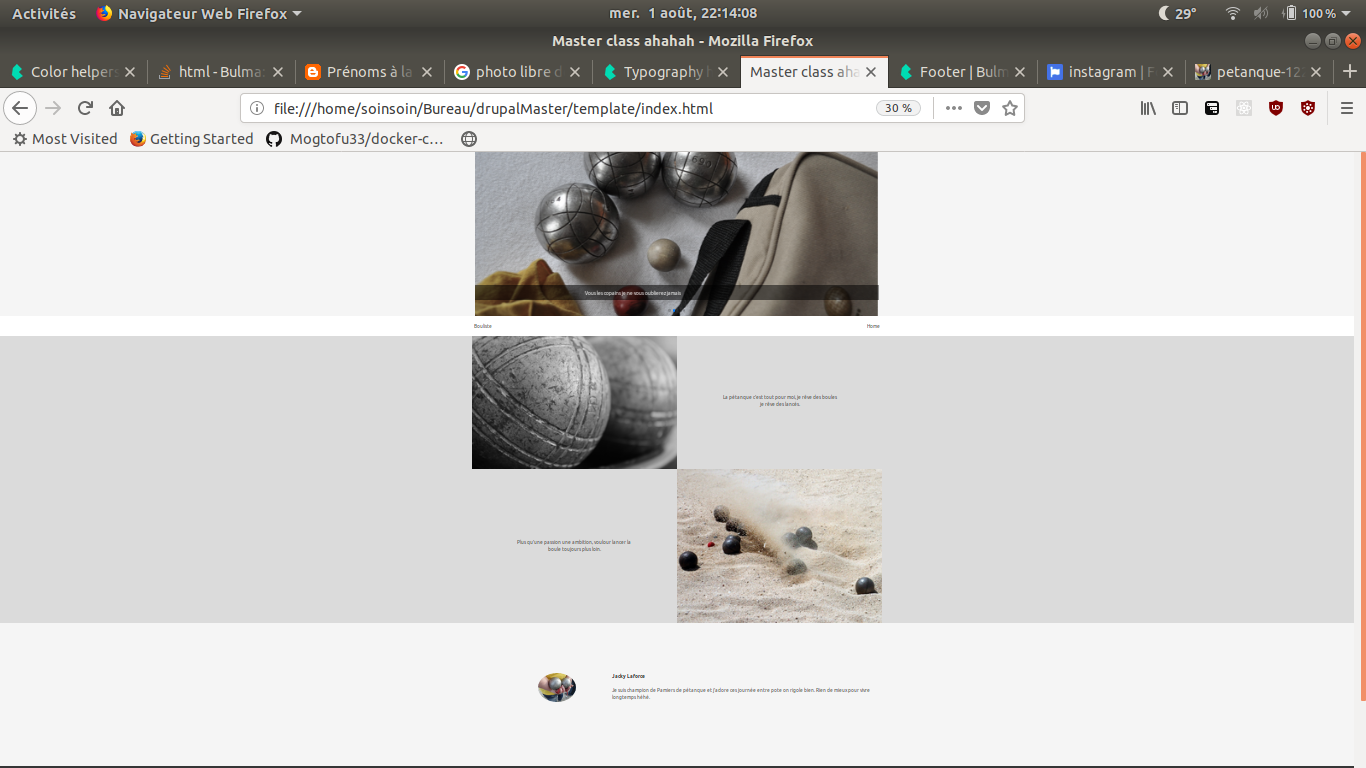 Activités
Navigateur Web Firefox
mer. 1 août, 22:14:08
29°
100 %
Master class ahahah - Mozilla Firefox
Color helpers
html - Bulma
Prénoms à la
photo libre d
Typography h
Master class aha
Footer | Bulm
instagram | F
petanque-12
file:///home/soinsoin/Bureau/drupalMaster/template/index.html
30 %
Most Visited
Getting Started
Mogtofu33/docker-c…
690
Vous les copains je ne vous oublierez jamais
Bouliste
Home
La pétanque c'est tout pour moi, je rêve des boules
je rêve des lancés.
Plus qu'une passion une ambition, vouloir lancer la
boule toujours plus loin.
Jacky Laforce
Je suis champion de Pamiers de pétanque et j'adore ces journée entre pote on rigole bien. Rien de mieux pour vivre
longtemps héhé.